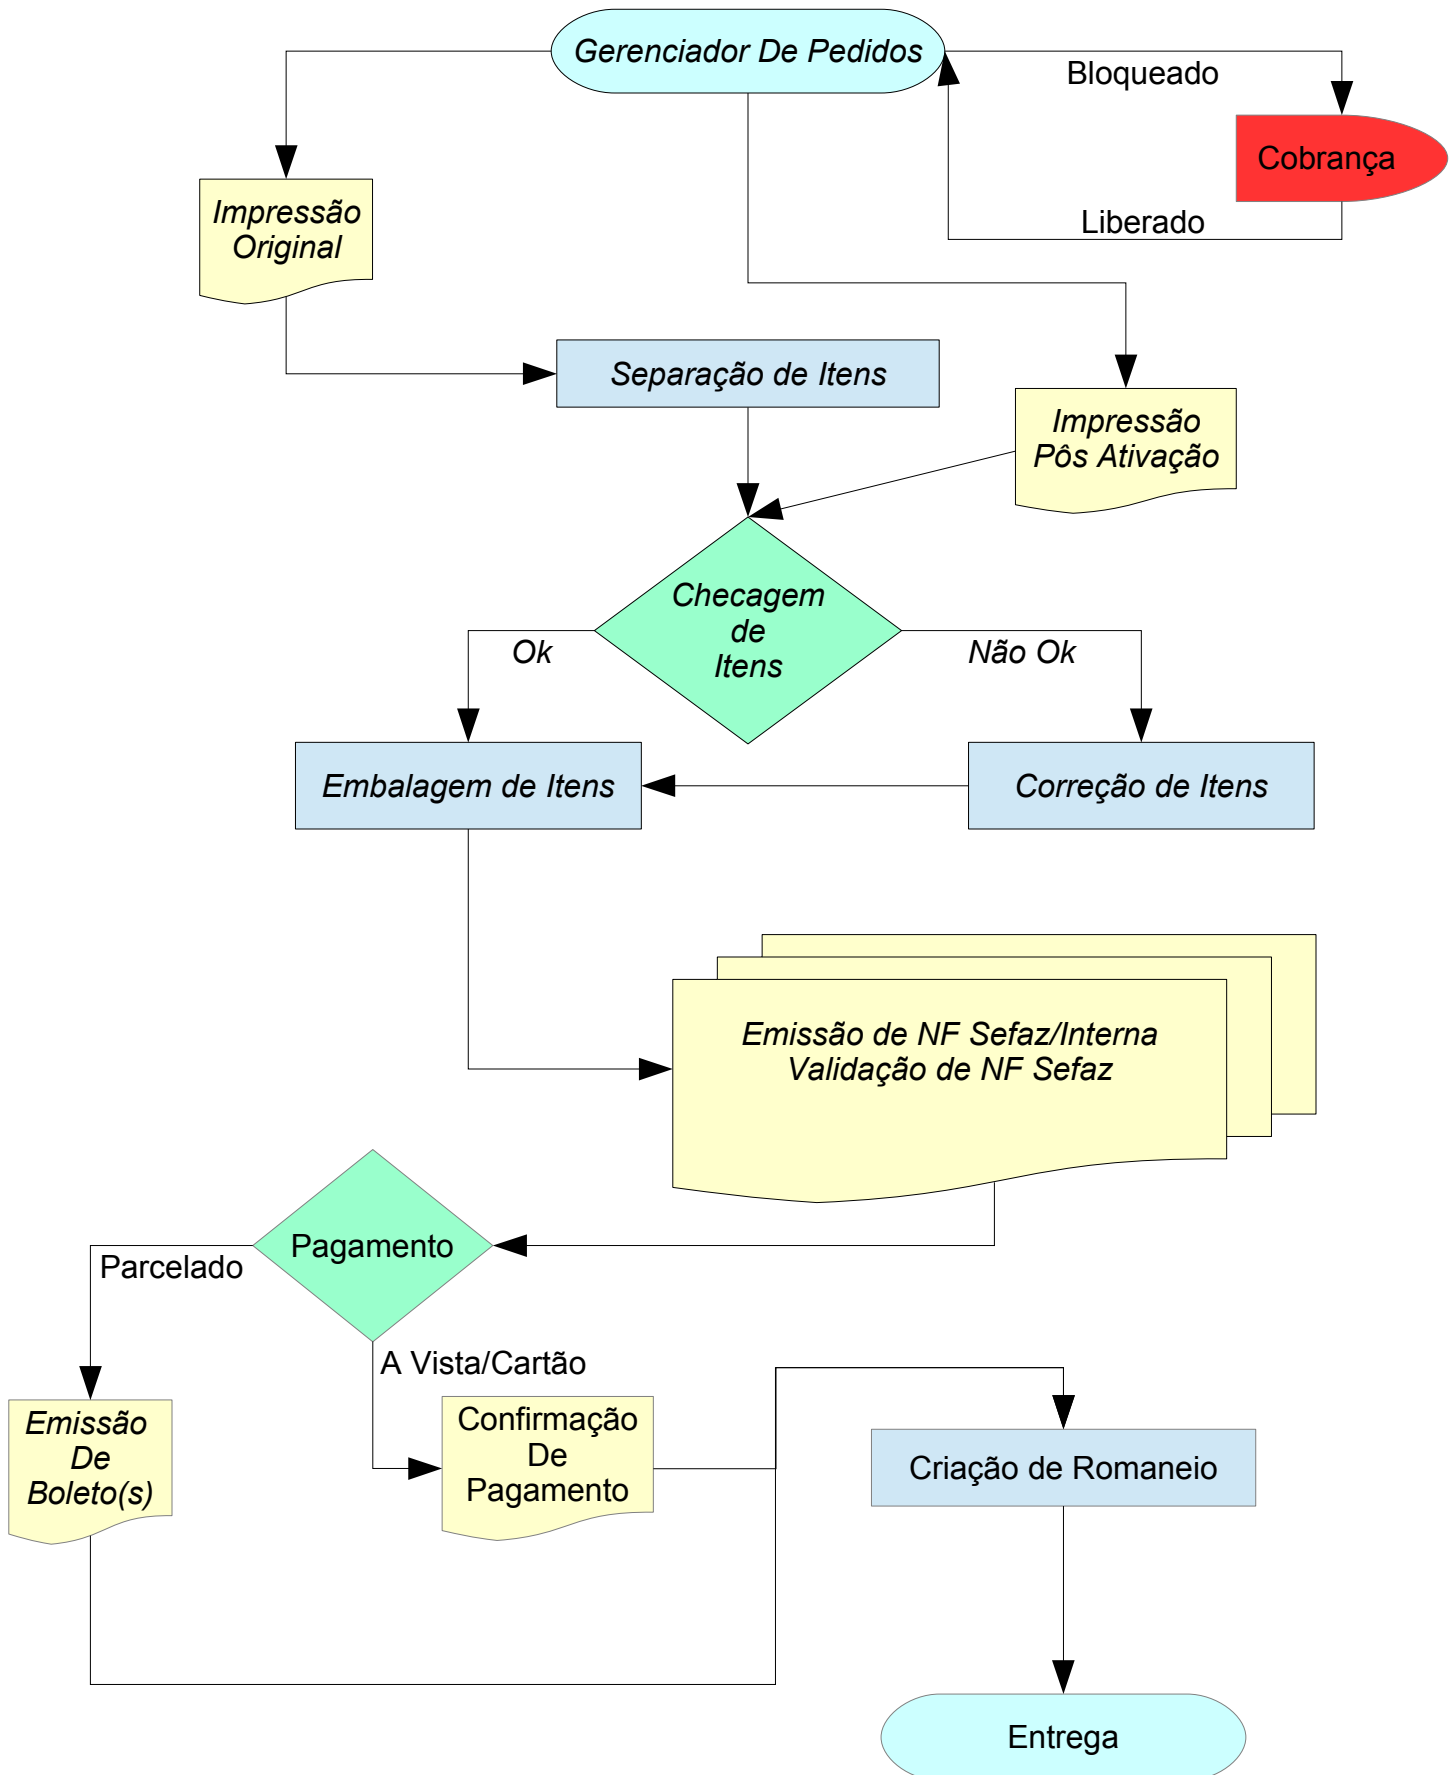 Gerenciador De Pedidos
Bloqueado
Cobrança
Liberado
Impressão
Original
Separação de Itens
Impressão
Pôs Ativação
Checagem
de
Itens
Ok
Não Ok
Embalagem de Itens
Correção de Itens
Emissão de NF Sefaz/Interna
Validação de NF Sefaz
Pagamento
Parcelado
A Vista/Cartão
Emissão
De
Boleto(s)
Confirmação
De
Pagamento
Criação de Romaneio
Entrega